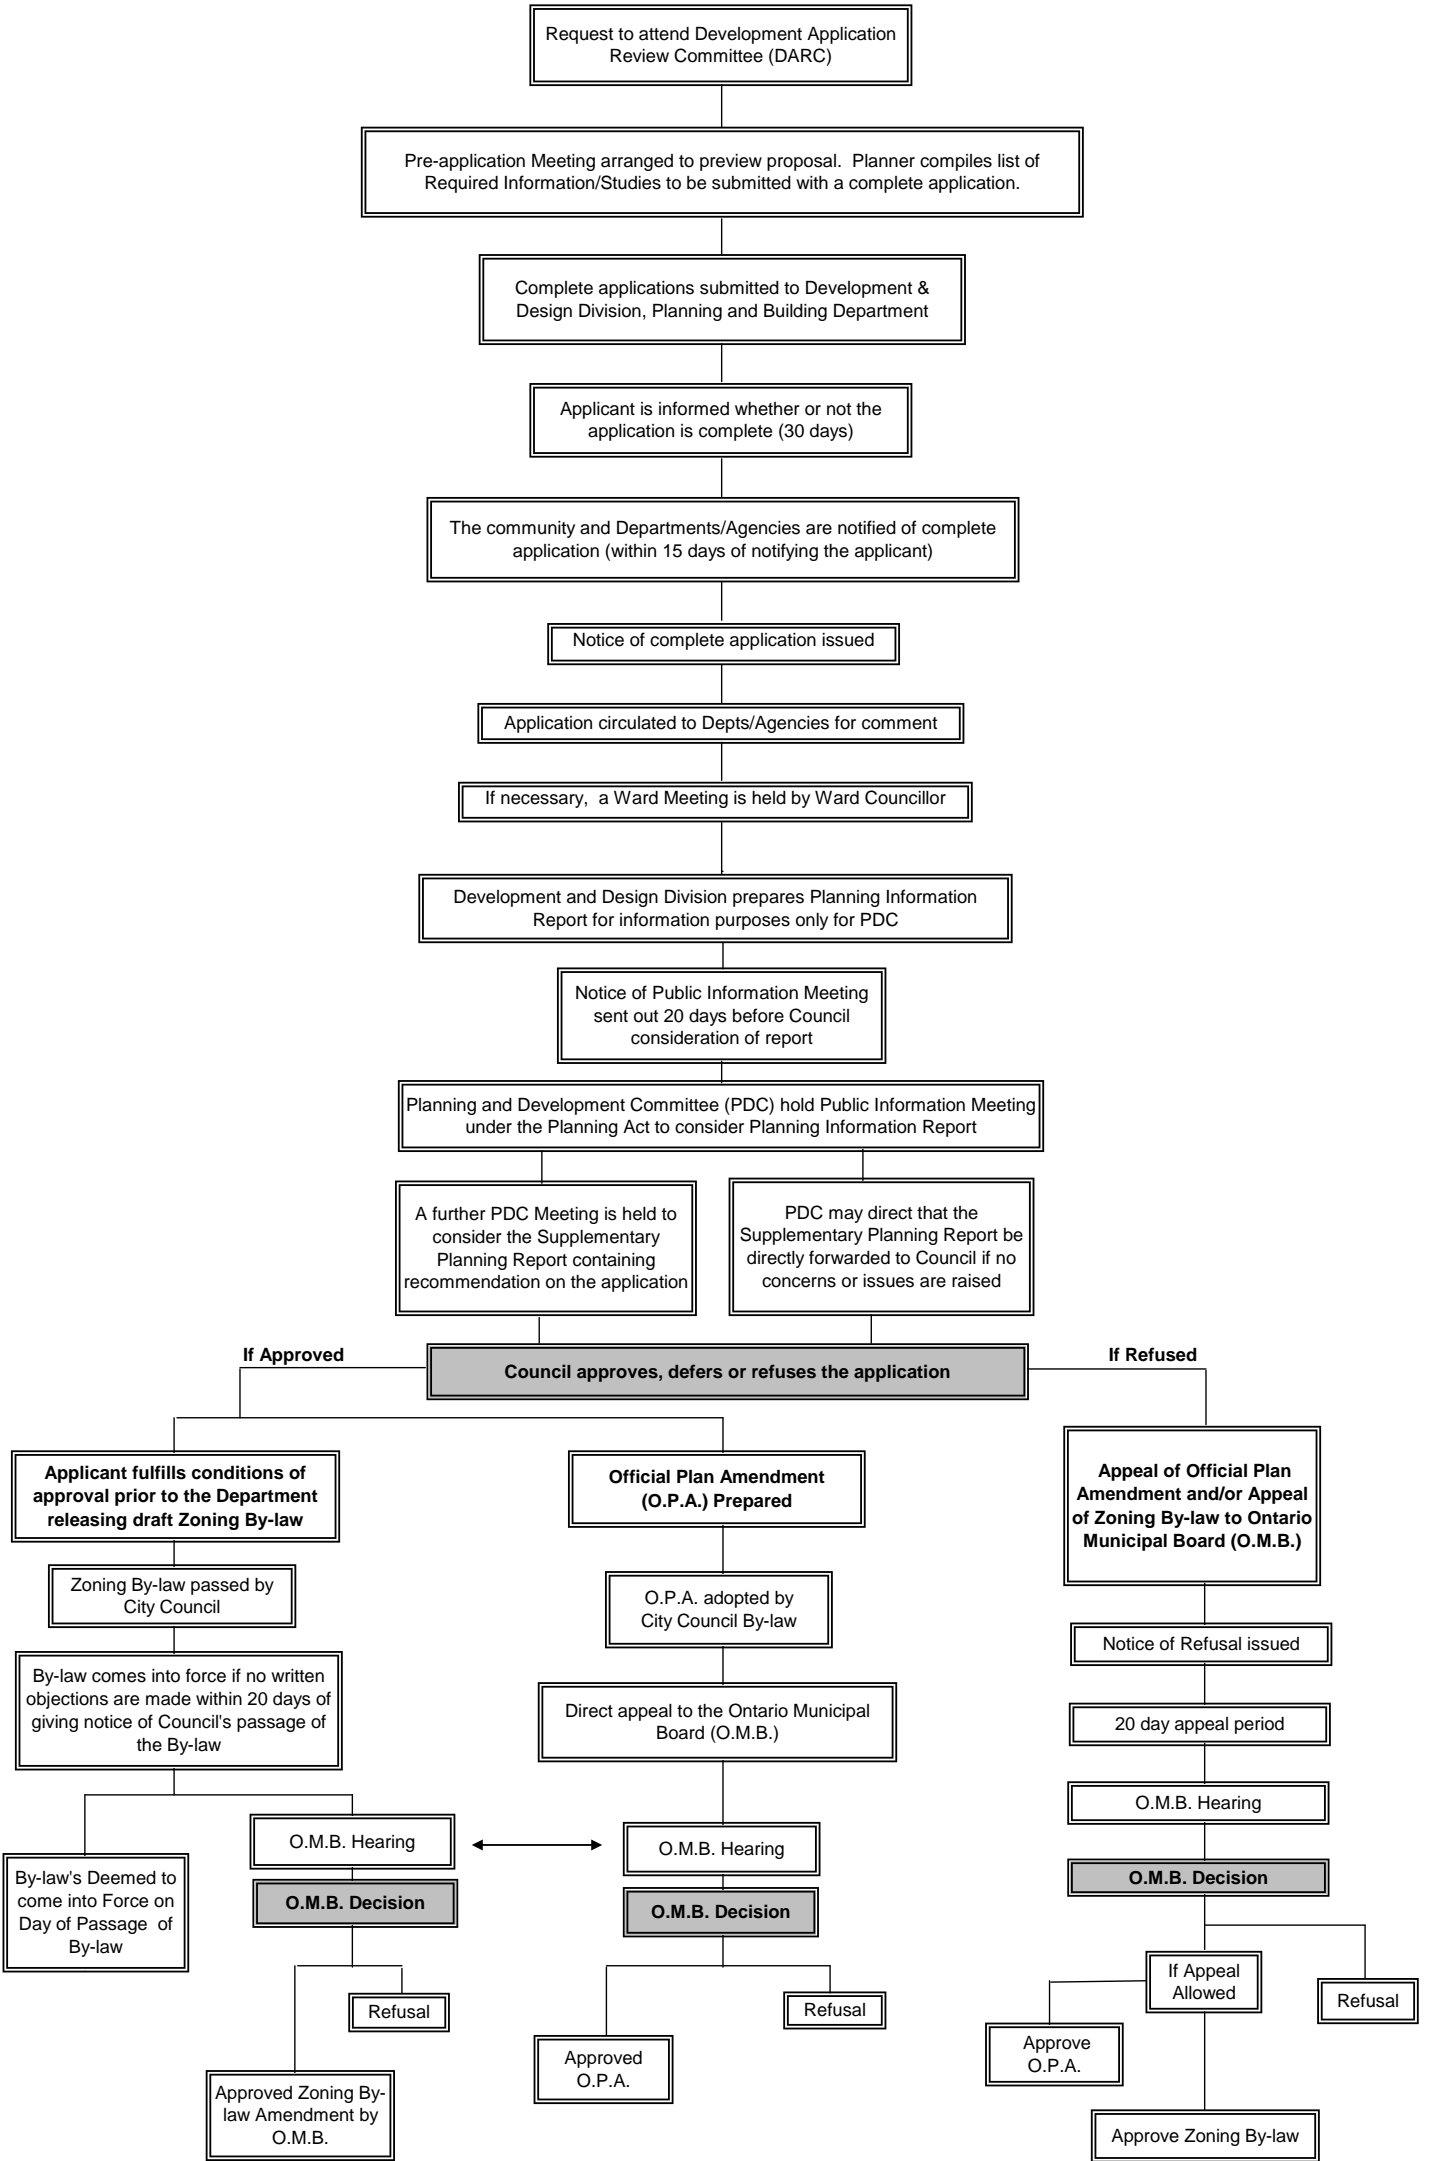 Request to attend Development Application
Review Committee (DARC)
Pre-application Meeting arranged to preview proposal.  Planner compiles list of
Required Information/Studies to be submitted with a complete application.
Complete applications submitted to Development &
Design Division, Planning and Building Department
Applicant is informed whether or not the
application is complete (30 days)
The community and Departments/Agencies are notified of complete
application (within 15 days of notifying the applicant)
Notice of complete application issued
Application circulated to Depts/Agencies for comment
If necessary,  a Ward Meeting is held by Ward Councillor
Development and Design Division prepares Planning Information
Report for information purposes only for PDC
Notice of Public Information Meeting
sent out 20 days before Council
consideration of report
Planning and Development Committee (PDC) hold Public Information Meeting
under the Planning Act to consider Planning Information Report
A further PDC Meeting is held to
consider the Supplementary
Planning Report containing
recommendation on the application
PDC may direct that the
Supplementary Planning Report be
directly forwarded to Council if no
concerns or issues are raised
If Approved
Council approves, defers or refuses the application
If Refused
Applicant fulfills conditions of
approval prior to the Department
releasing draft Zoning By-law
Zoning By-law passed by
City Council
By-law comes into force if no written
objections are made within 20 days of
giving notice of Council's passage of
the By-law
By-law's Deemed to
come into Force on
Day of Passage  of
By-law
O.M.B. Hearing
O.M.B. Decision
Refusal
Approved Zoning By-
law Amendment by
O.M.B.
Official Plan Amendment
(O.P.A.) Prepared
O.P.A. adopted by
City Council By-law
Direct appeal to the Ontario Municipal
Board (O.M.B.)
O.M.B. Hearing
O.M.B. Decision
Refusal
Approved
O.P.A.
Appeal of Official Plan
Amendment and/or Appeal
of Zoning By-law to Ontario
Municipal Board (O.M.B.)
Notice of Refusal issued
20 day appeal period
O.M.B. Hearing
O.M.B. Decision
If Appeal
Allowed
Refusal
Approve
O.P.A.
Approve Zoning By-law